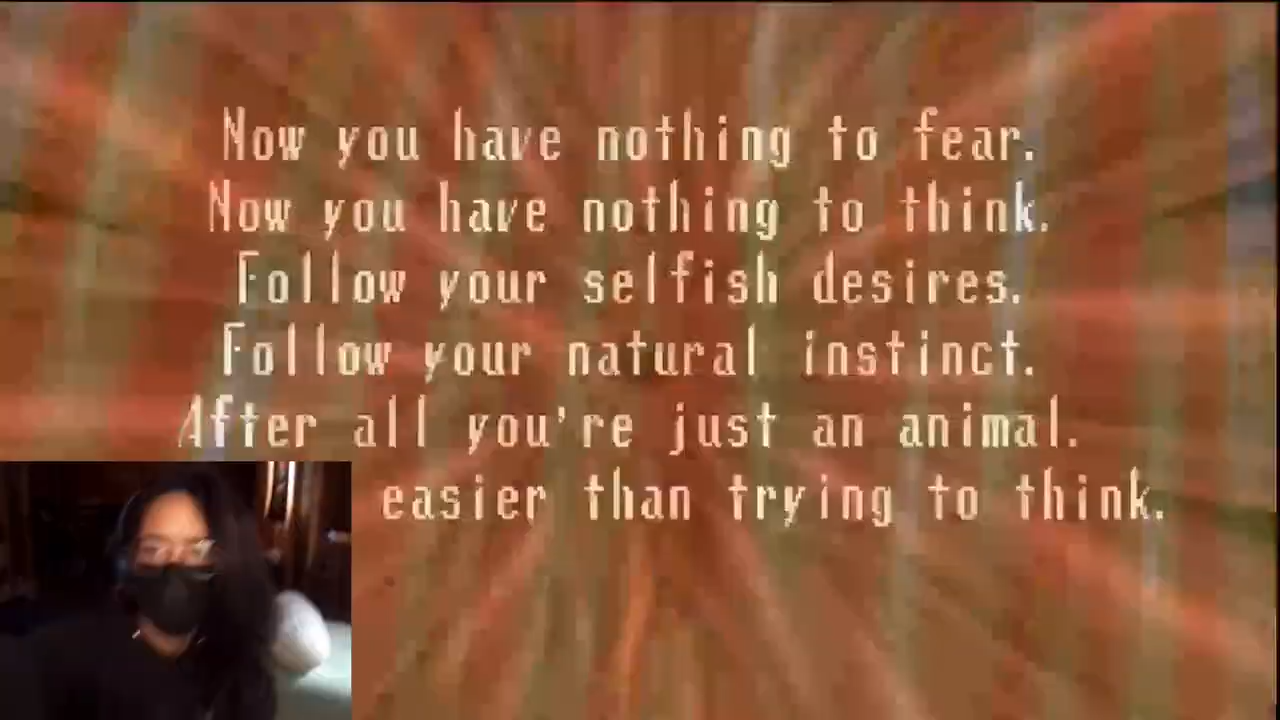 Now you have nothing to fear.
Now you have nothing to think.
Follow your selfish desires.
Follow your natural instinct.
After all you're just an animal.
easier than trying to think.